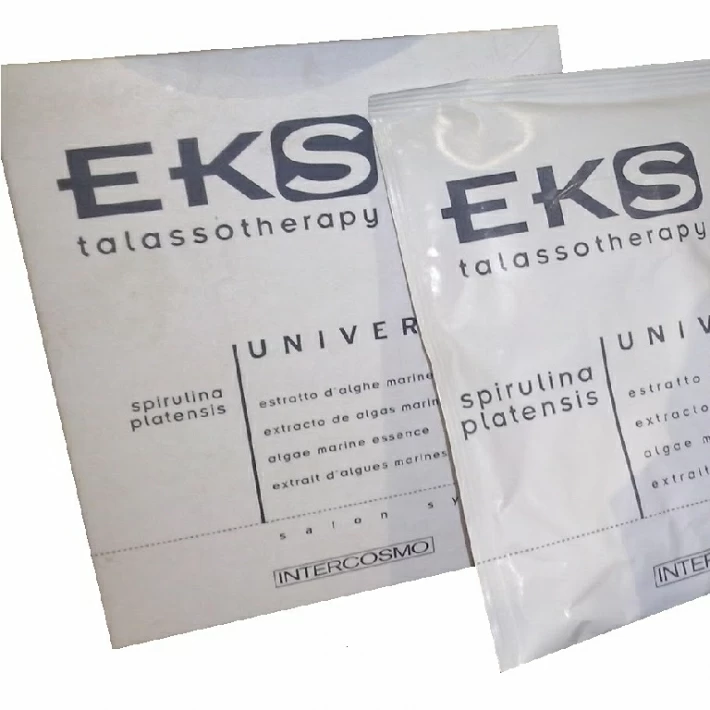 EKS
talassotherapy
UNIVER
spirulina
platensis
estratto d'alghe marine
extracto de algas marin
algae marine essence
extrait d'algues marines
salon sy
INTERCOSMO
EKS
talassotherapy
UNIV
spirulina
platensis
estratto
extracto
algae m
extrait
INTER